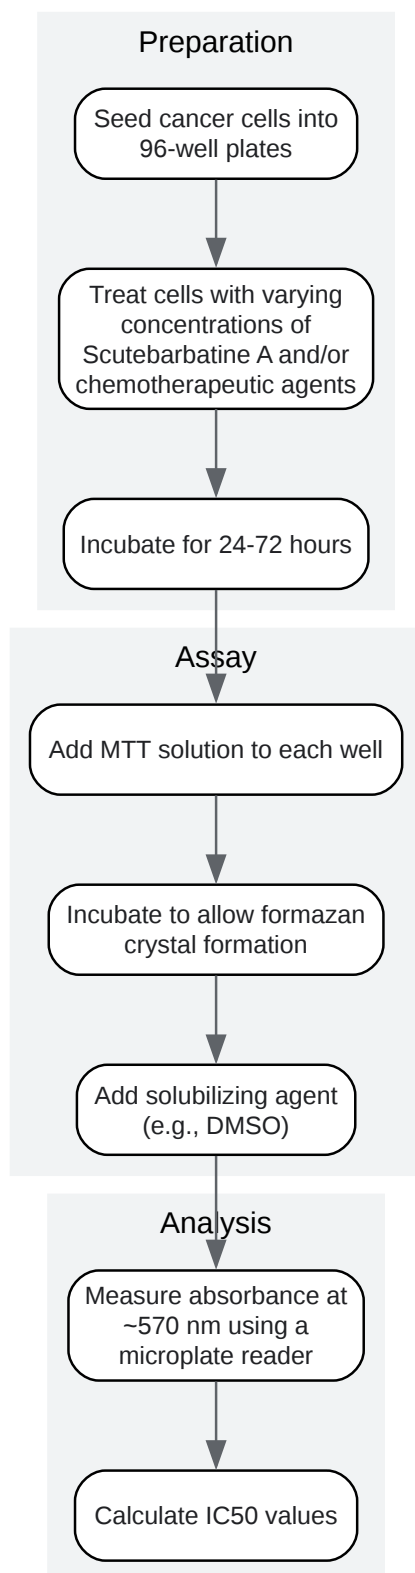 Preparation
Seed cancer cells into
96-well plates
Treat cells with varying
concentrations of
Scutebarbatine A and/or
chemotherapeutic agents
Incubate for 24-72 hours
Assay
Add MTT solution to each well
Incubate to allow formazan
crystal formation
Add solubilizing agent
(e.g., DMSO)
Analysis
Measure absorbance at
~570 nm using a
microplate reader
Calculate IC50 values